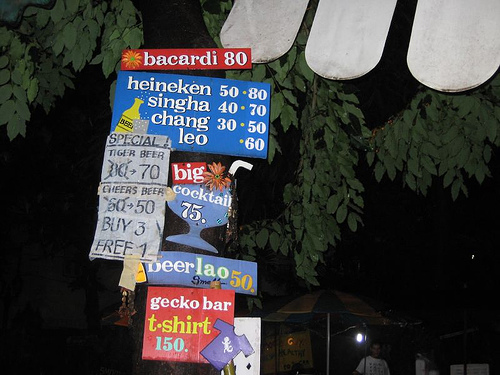 bacardi 80
heineken 50 • 80
singha 40 • 70
chang 30 • 50
leo • 60
BEER
SPECIAL!
TIGER BEER
80→70
CHEERS BEER
60→50
BUY 3
FREE 1
big
cocktail
75.
beerlao 50.
gecko bar
t•shirt
150.